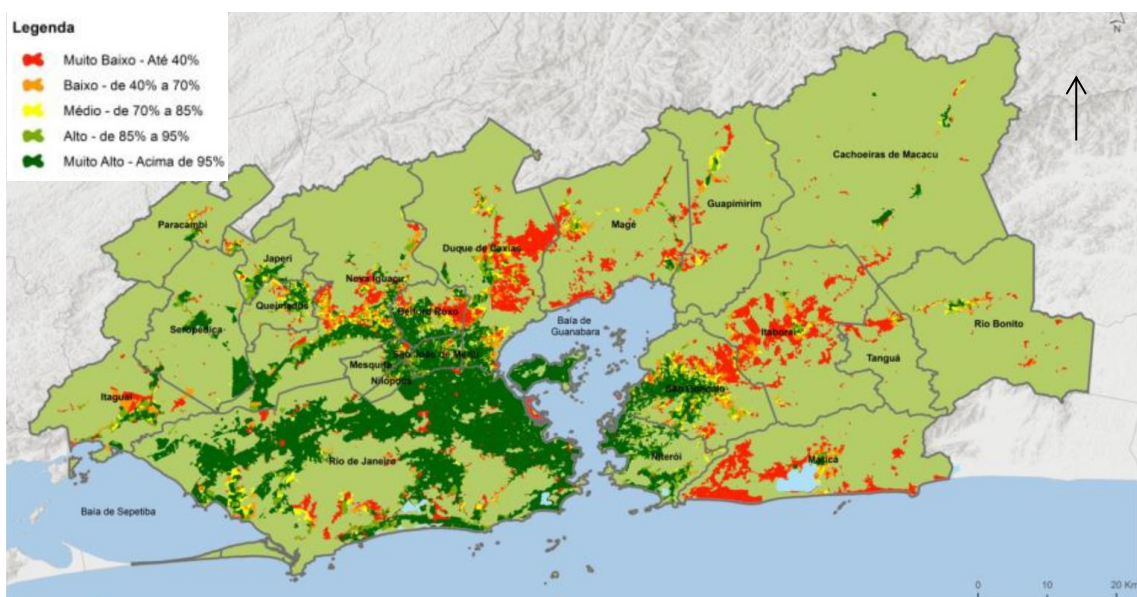 Legenda
Muito Baixo - Até 40%
Baixo - de 40% a 70%
Médio - de 70% a 85%
Alto - de 85% a 95%
Muito Alto - Acima de 95%
N
Cachoeiras de Macacu
Guapimirim
Paracambi
Magé
Duque de Caxias
Japeri
Nova Iguaçu
Queimados
Belford Roxo
Baía de
Guanabara
Seropédica
Itaboraí
Rio Bonito
São João de Meriti
Tanguá
Mesquita
Nilópolis
São Gonçalo
Itaguaí
Rio de Janeiro
Niterói
Maricá
Baía de Sepetiba
0 10 20 Km